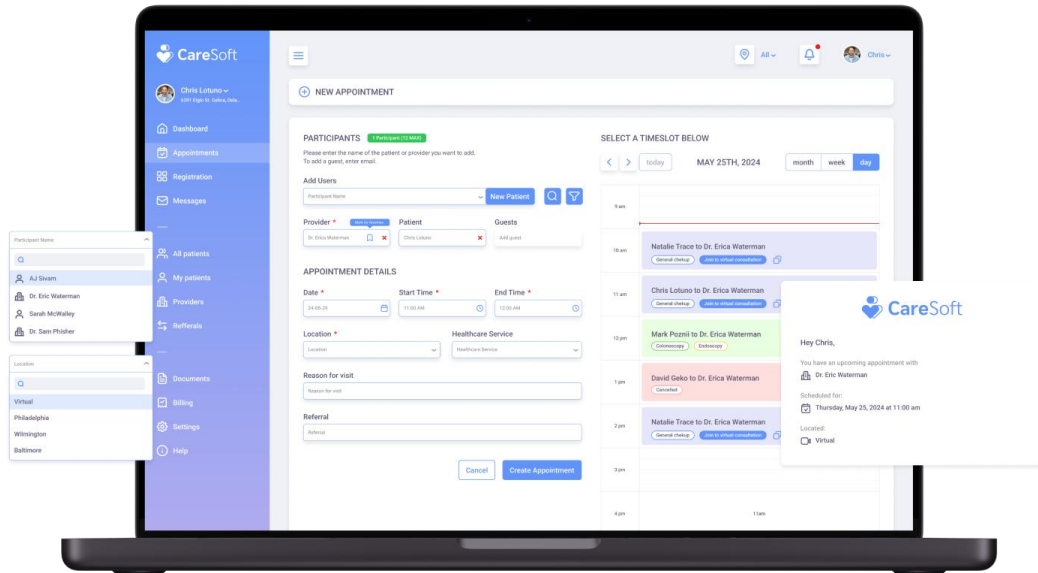 CareSoft
Chris Lotuno
Dashboard
Appointments
Registration
Messages
All patients
My patients
Providers
Refferals
Documents
Billing
Settings
Help
All
Chris
NEW APPOINTMENT
PARTICIPANTS
1 Participant (12 MAX)
Please enter the name of the patient or provider you want to add.
To add a guest, enter email.
Add Users
Participant Name
New Patient
Provider *
Patient
Guests
Dr. Erica Waterman
Chris Lotuno
Add guest
APPOINTMENT DETAILS
Date *
Start Time *
End Time *
24-05-25
11:00 AM
12:00 AM
Location *
Healthcare Service
Location
Healthcare Service
Reason for visit
Reason for visit
Referral
Referral
Cancel
Create Appointment
SELECT A TIMESLOT BELOW
today
MAY 25TH, 2024
month
week
day
9 am
10 am
Natalie Trace to Dr. Erica Waterman
General chekup
Join to virtual consultation
11 am
Chris Lotuno to Dr. Erica Waterman
General chekup
Join to virtual consultation
12 pm
Mark Poznii to Dr. Erica Waterman
Colonoscopy
Endoscopy
1 pm
David Geko to Dr. Erica Waterman
Cancelled
2 pm
Natalie Trace to Dr. Erica Waterman
General chekup
Join to virtual consultation
3 pm
4 pm
11am
Participant Name
AJ Sivam
Dr. Eric Waterman
Sarah McWalley
Dr. Sam Phisher
Location
Virtual
Philadelphia
Wilmington
Baltimore
CareSoft
Hey Chris,
You have an upcoming appointment with
Dr. Eric Waterman
Scheduled for:
Thursday, May 25, 2024 at 11:00 am
Located:
Virtual